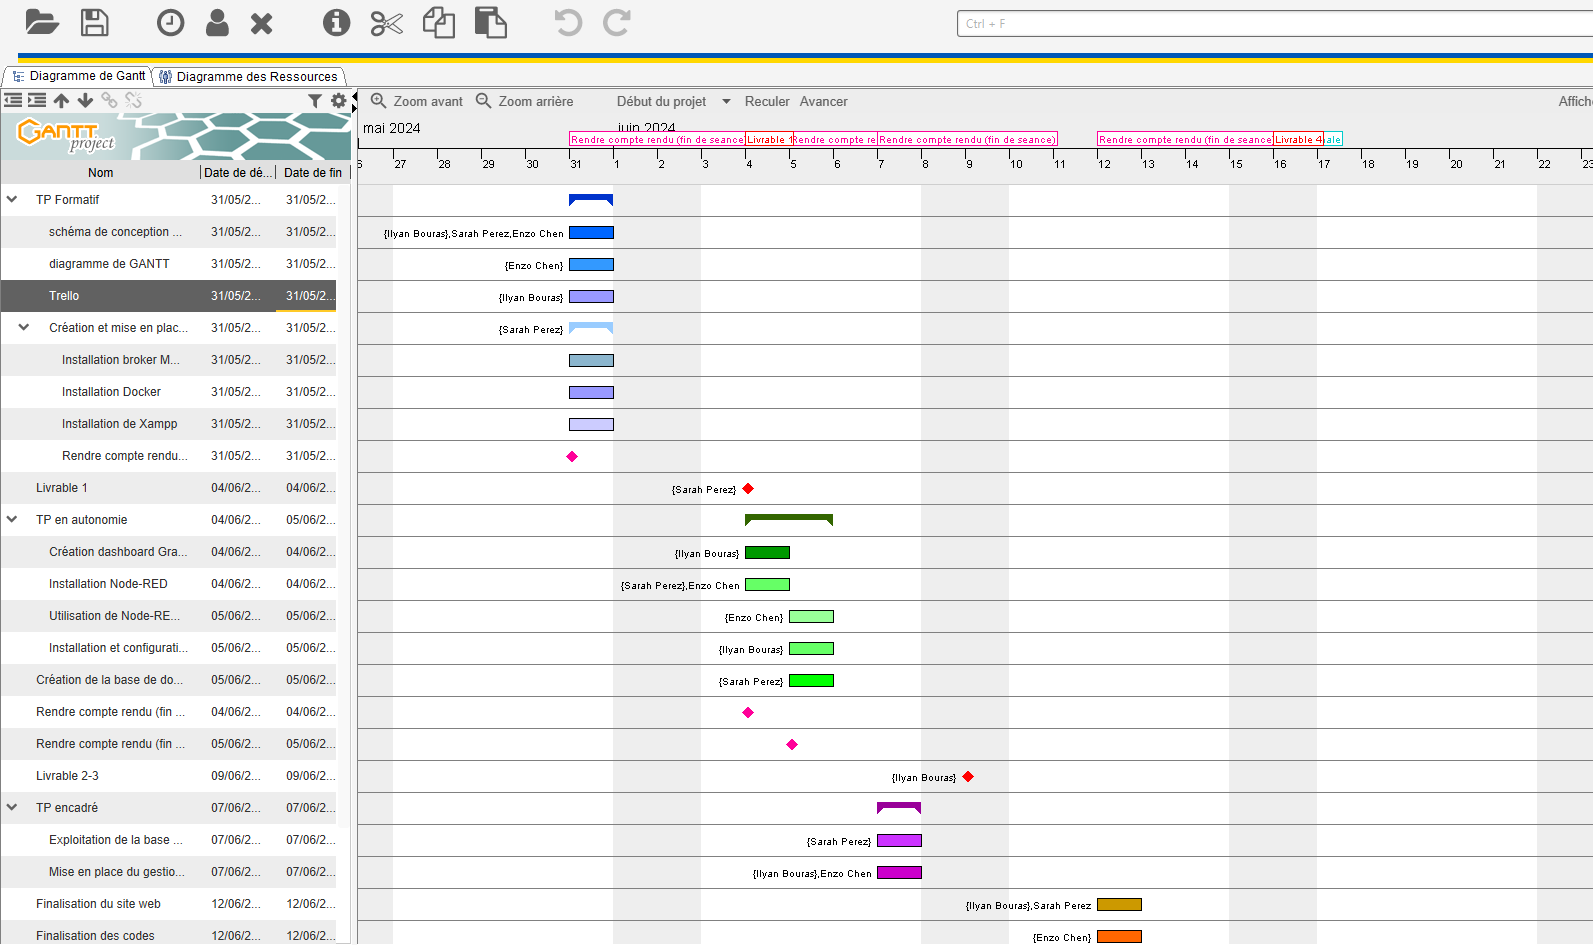 Ctrl + F
Diagramme de Gantt
Diagramme des Ressources
Zoom avant
Zoom arrière
Début du projet
Reculer
Avancer
Affich
GANTT project
mai 2024
juin 2024
Rendre compte rendu (fin de seance)
Livrable 1
Rendre compte re
Rendre compte rendu (fin de seance)
Rendre compte rendu (fin de seance)
Livrable 4
ale
6 27 28 29 30 31 1 2 3 4 5 6 7 8 9 10 11 12 13 14 15 16 17 18 19 20 21 22 23
Nom Date de dé... Date de fin
TP Formatif 31/05/2... 31/05/2...
schéma de conception ... 31/05/2... 31/05/2... {Ilyan Bouras},Sarah Perez,Enzo Chen
diagramme de GANTT 31/05/2... 31/05/2... {Enzo Chen}
Trello 31/05/2... 31/05/2... {Ilyan Bouras}
Création et mise en plac... 31/05/2... 31/05/2... {Sarah Perez}
Installation broker M... 31/05/2... 31/05/2...
Installation Docker 31/05/2... 31/05/2...
Installation de Xampp 31/05/2... 31/05/2...
Rendre compte rendu... 31/05/2... 31/05/2...
Livrable 1 04/06/2... 04/06/2... {Sarah Perez}
TP en autonomie 04/06/2... 05/06/2...
Création dashboard Gra... 04/06/2... 04/06/2... {Ilyan Bouras}
Installation Node-RED 04/06/2... 04/06/2... {Sarah Perez},Enzo Chen
Utilisation de Node-RE... 05/06/2... 05/06/2... {Enzo Chen}
Installation et configurati... 05/06/2... 05/06/2... {Ilyan Bouras}
Création de la base de do... 05/06/2... 05/06/2... {Sarah Perez}
Rendre compte rendu (fin ... 04/06/2... 04/06/2...
Rendre compte rendu (fin ... 05/06/2... 05/06/2...
Livrable 2-3 09/06/2... 09/06/2... {Ilyan Bouras}
TP encadré 07/06/2... 07/06/2...
Exploitation de la base ... 07/06/2... 07/06/2... {Sarah Perez}
Mise en place du gestio... 07/06/2... 07/06/2... {Ilyan Bouras},Enzo Chen
Finalisation du site web 12/06/2... 12/06/2... {Ilyan Bouras},Sarah Perez
Finalisation des codes 12/06/2... 12/06/2... {Enzo Chen}